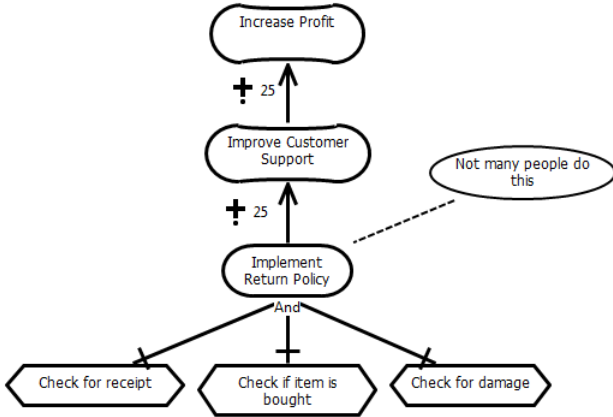 Increase Profit
25
Improve Customer
Support
Not many people do
this
25
Implement
Return Policy
And
Check for receipt
Check if item is
bought
Check for damage